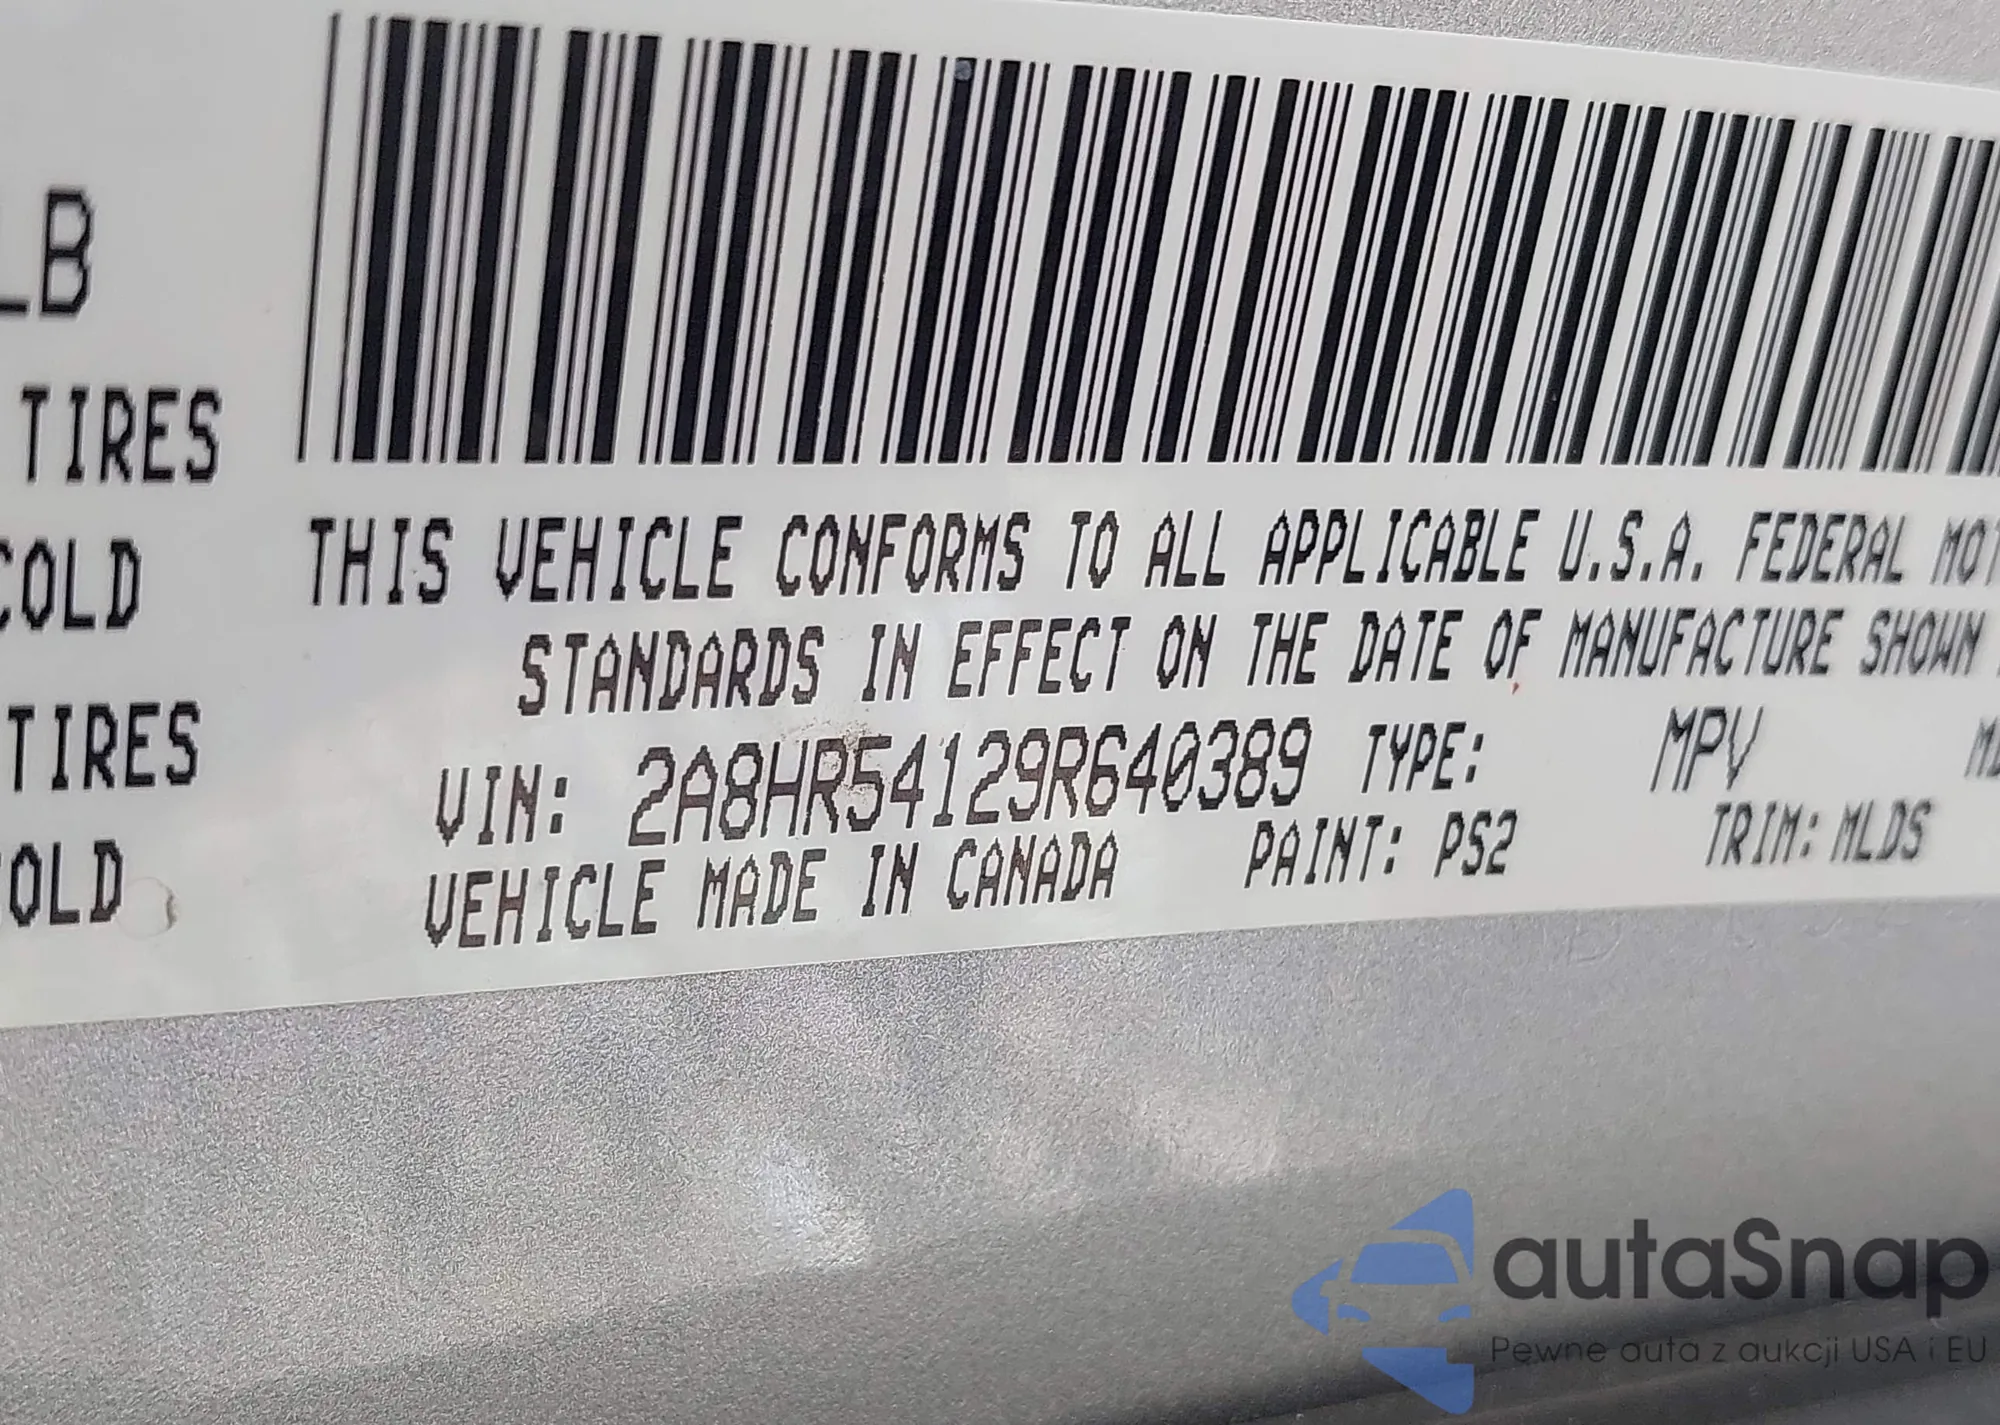 LB
TIRES
COLD
TIRES
COLD
THIS VEHICLE CONFORMS TO ALL APPLICABLE U.S.A. FEDERAL MOT
STANDARDS IN EFFECT ON THE DATE OF MANUFACTURE SHOWN
VIN: 2A8HR54129R640389 TYPE: MPV
VEHICLE MADE IN CANADA PAINT: PS2 TRIM: MLDS
autaSnap
Pewne auta z aukcji USA i EU